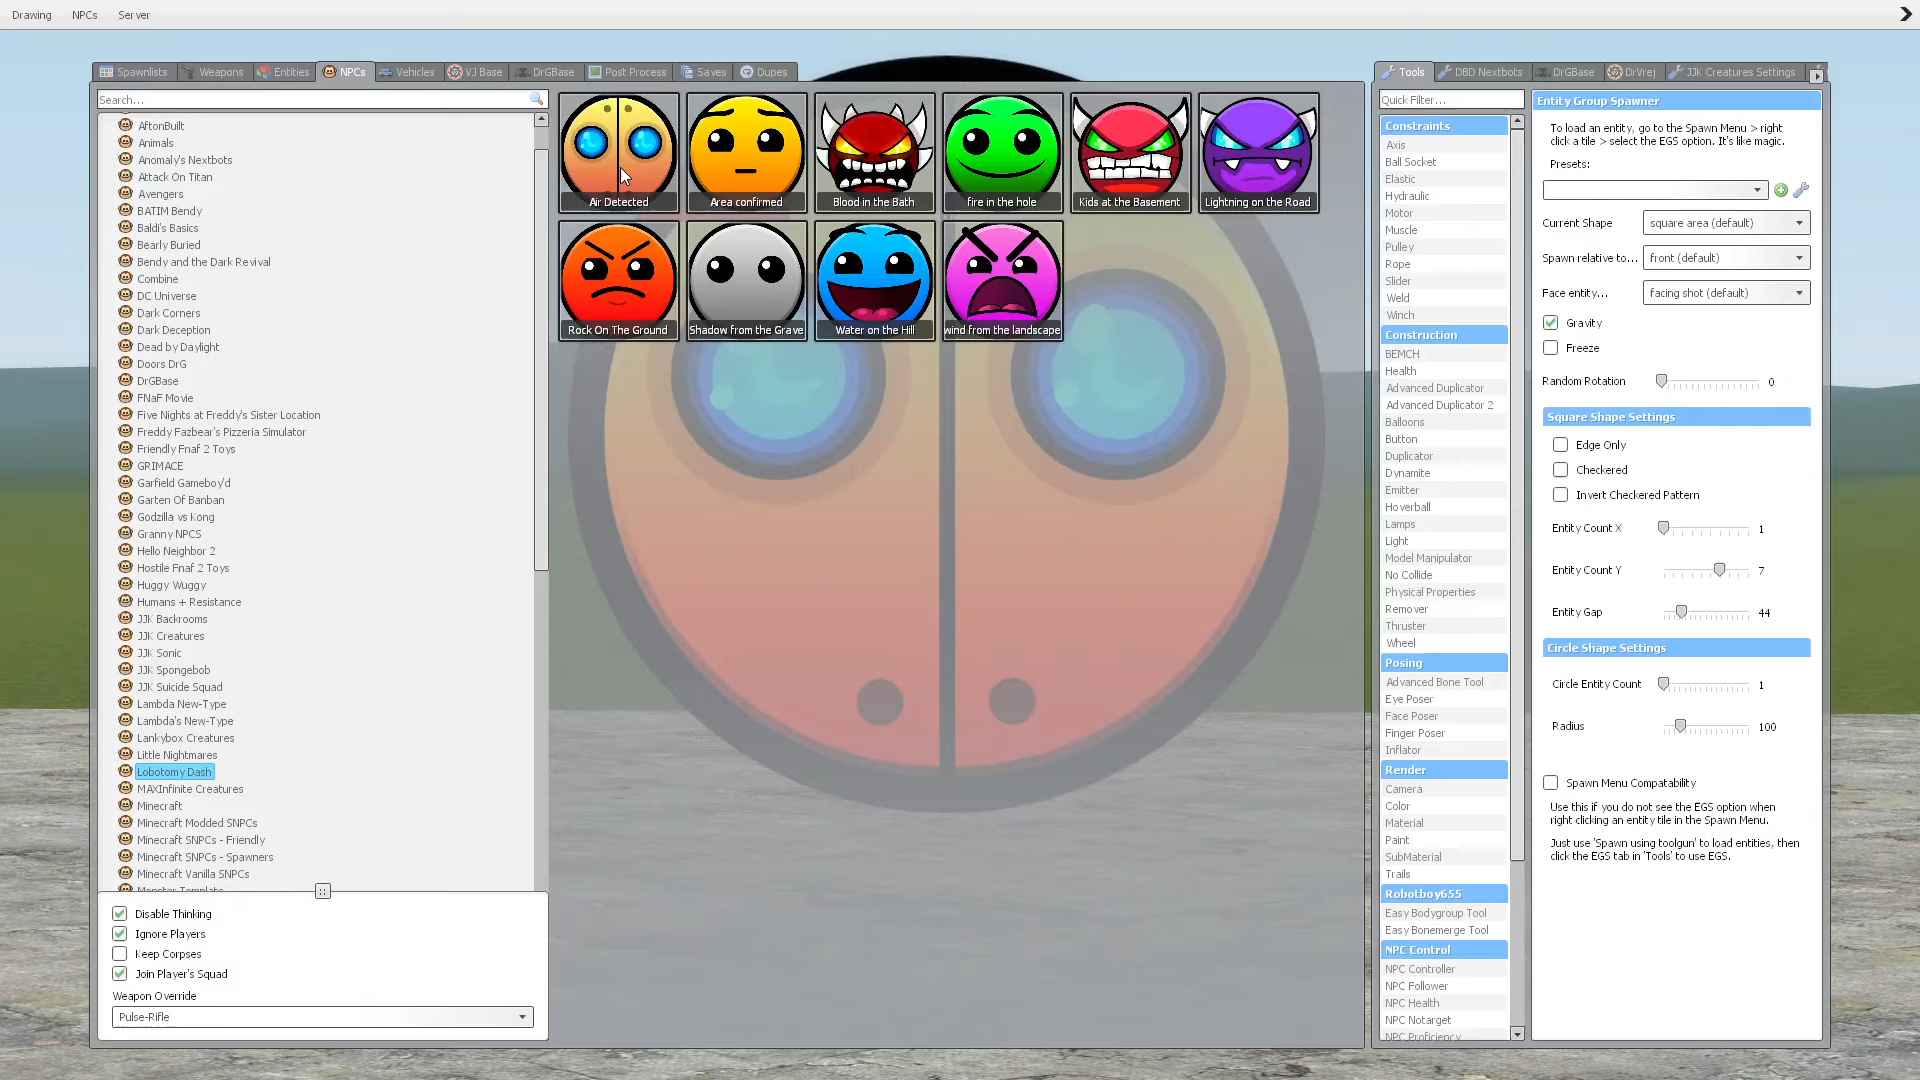 Drawing NPCs Server
Spawnlists Weapons Entities NPCs Vehicles VJ Base DrGBase Post Process Saves Dupes
Search...
AftonBuilt
Animals
Anomaly's Nextbots
Attack On Titan
Avengers
BATIM Bendy
Baldi's Basics
Bearly Buried
Bendy and the Dark Revival
Combine
DC Universe
Dark Corners
Dark Deception
Dead by Daylight
Doors DrG
DrGBase
FNaF Movie
Five Nights at Freddy's Sister Location
Freddy Fazbear's Pizzeria Simulator
Friendly Fnaf 2 Toys
GRIMACE
Garfield Gameboy'd
Garten Of Banban
Godzilla vs Kong
Granny NPCS
Hello Neighbor 2
Hostile Fnaf 2 Toys
Huggy Wuggy
Humans + Resistance
JJK Backrooms
JJK Creatures
JJK Sonic
JJK Spongebob
JJK Suicide Squad
Lambda New-Type
Lambda's New-Type
Lankybox Creatures
Little Nightmares
Lobotomy Dash
MAXInfinite Creatures
Minecraft
Minecraft Modded SNPCs
Minecraft SNPCs - Friendly
Minecraft SNPCs - Spawners
Minecraft Vanilla SNPCs
Monster Template
Disable Thinking
Ignore Players
Keep Corpses
Join Player's Squad
Weapon Override
Pulse-Rifle
Air Detected Area confirmed Blood in the Bath fire in the hole Kids at the Basement Lightning on the Road
Rock On The Ground Shadow from the Grave Water on the Hill wind from the landscape
Tools DBD Nextbots DrGBase DrVrej JJK Creatures Settings
Quick Filter...
Constraints
Axis
Ball Socket
Elastic
Hydraulic
Motor
Muscle
Pulley
Rope
Slider
Weld
Winch
Construction
BEMCH
Health
Advanced Duplicator
Advanced Duplicator 2
Balloons
Button
Duplicator
Dynamite
Emitter
Hoverball
Lamps
Light
Model Manipulator
No Collide
Physical Properties
Remover
Thruster
Wheel
Posing
Advanced Bone Tool
Eye Poser
Face Poser
Finger Poser
Inflator
Render
Camera
Color
Material
Paint
SubMaterial
Trails
Robotboy655
Easy Bodygroup Tool
Easy Bonemerge Tool
NPC Control
NPC Controller
NPC Follower
NPC Health
NPC Notarget
NPC Proficiency
Entity Group Spawner
To load an entity, go to the Spawn Menu > right
click a tile > select the EGS option. It's like magic.
Presets:
Current Shape square area (default)
Spawn relative to... front (default)
Face entity... facing shot (default)
Gravity
Freeze
Random Rotation 0
Square Shape Settings
Edge Only
Checkered
Invert Checkered Pattern
Entity Count X 1
Entity Count Y 7
Entity Gap 44
Circle Shape Settings
Circle Entity Count 1
Radius 100
Spawn Menu Compatability
Use this if you do not see the EGS option when
right clicking an entity tile in the Spawn Menu.
Just use 'Spawn using toolgun' to load entities, then
click the EGS tab in 'Tools' to use EGS.